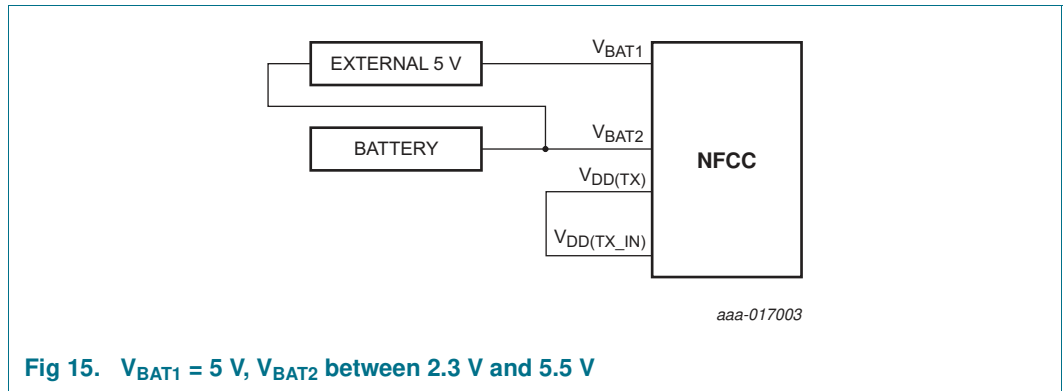 EXTERNAL 5 V
VBAT1
BATTERY
VBAT2
NFCC
VDD(TX)
VDD(TX_IN)
aaa-017003
Fig 15. VBAT1 = 5 V, VBAT2 between 2.3 V and 5.5 V